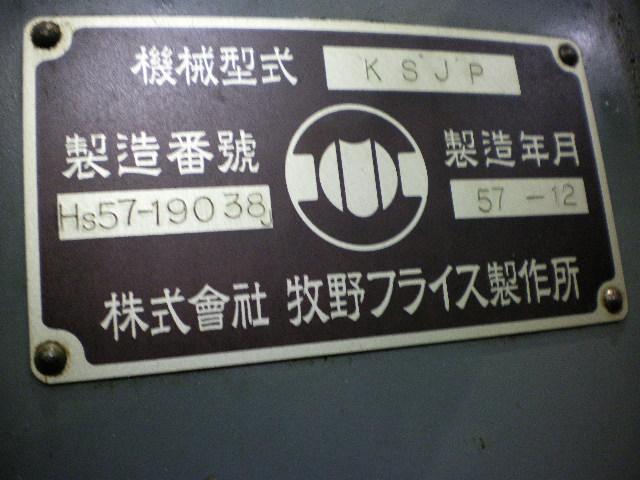 機械型式 KSJP
製造番號 製造年月
Hs57-19038J 57-12
株式會社 牧野フライス製作所